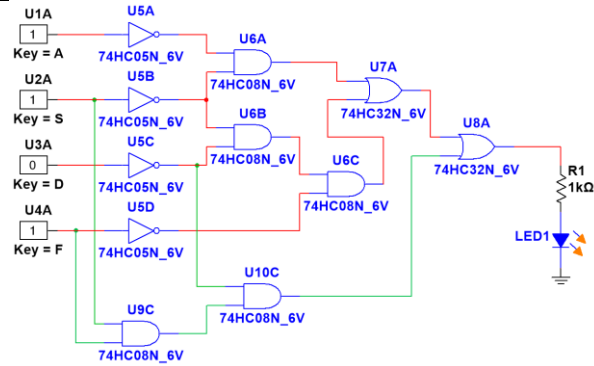 U1A
1
Key = A
U5A
74HC05N_6V
U6A
74HC08N_6V
U7A
74HC32N_6V
U2A
1
Key = S
U5B
74HC05N_6V
U6B
74HC08N_6V
U8A
74HC32N_6V
U3A
0
Key = D
U5C
74HC05N_6V
U6C
74HC08N_6V
R1
1kΩ
U4A
1
Key = F
U5D
74HC05N_6V
LED1
U10C
74HC08N_6V
U9C
74HC08N_6V